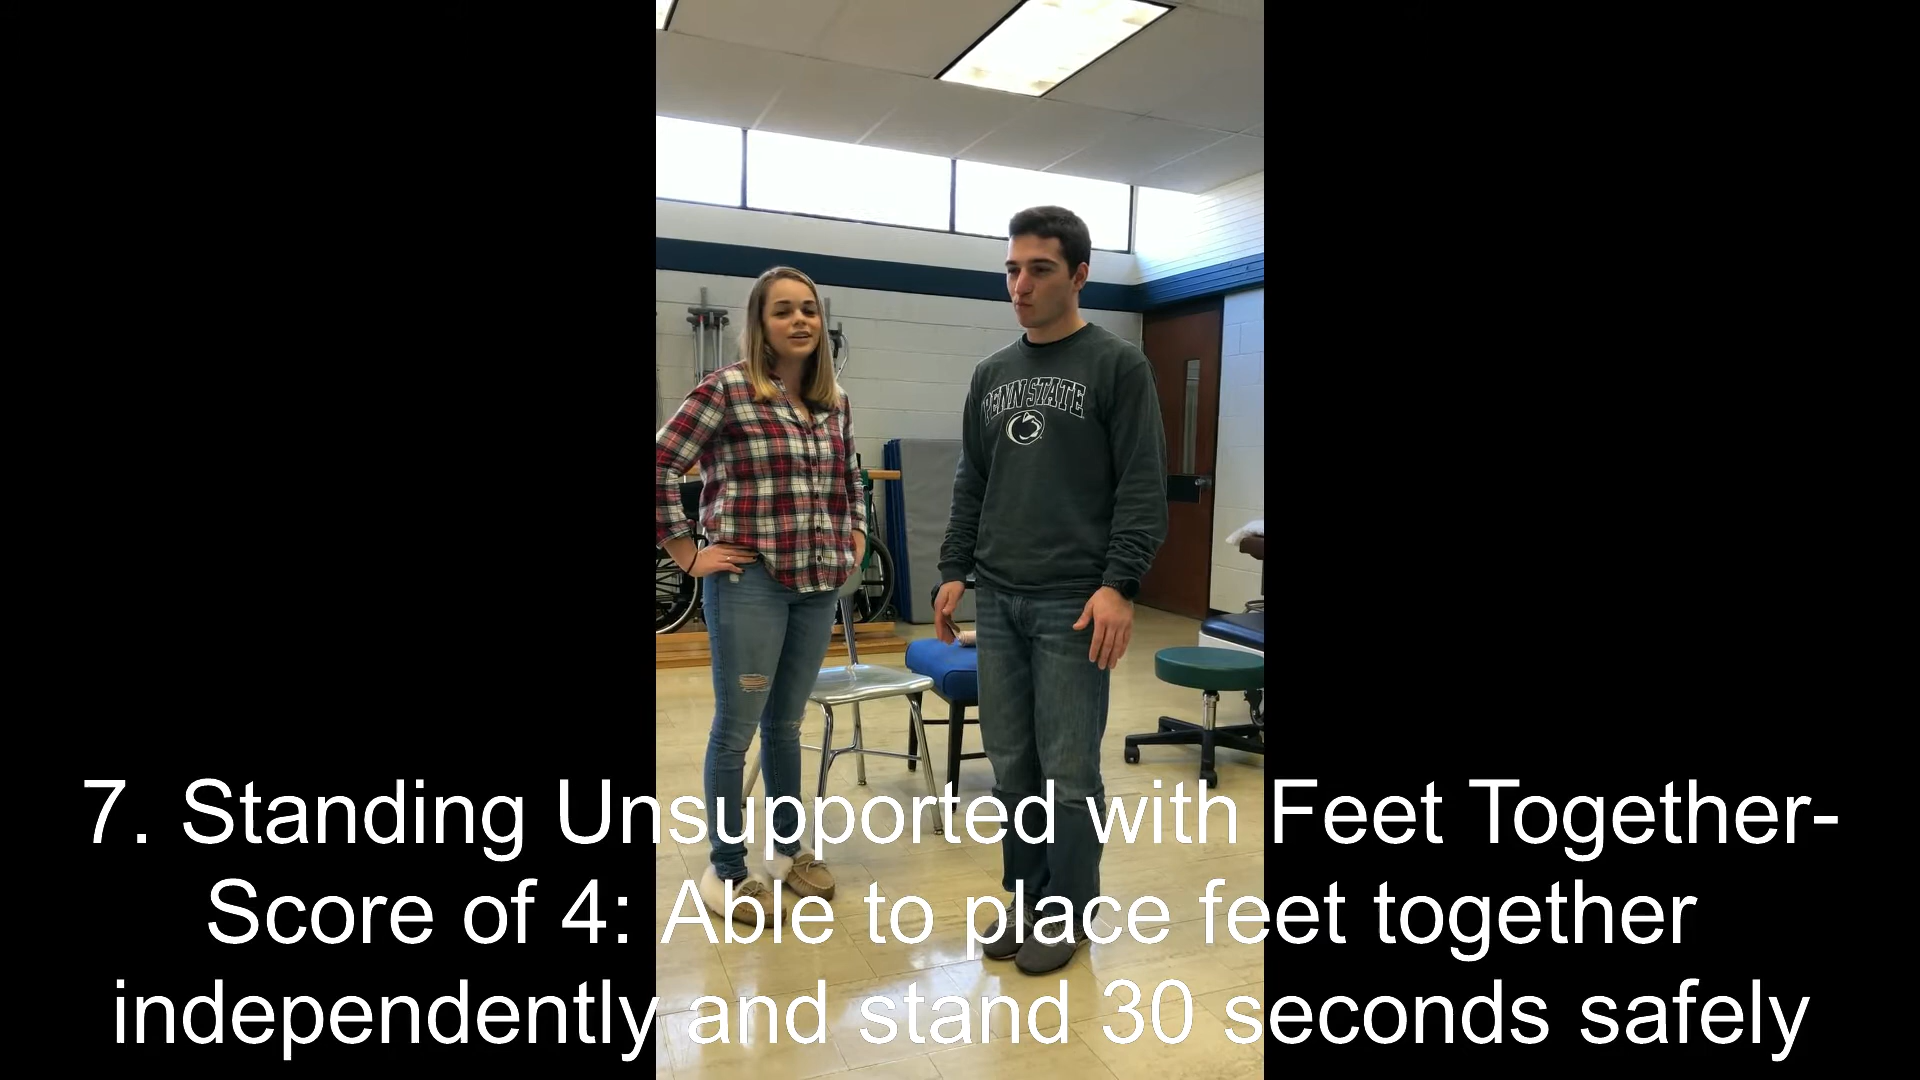 PENN STATE
7. Standing Unsupported with Feet Together-
Score of 4: Able to place feet together
independently and stand 30 seconds safely